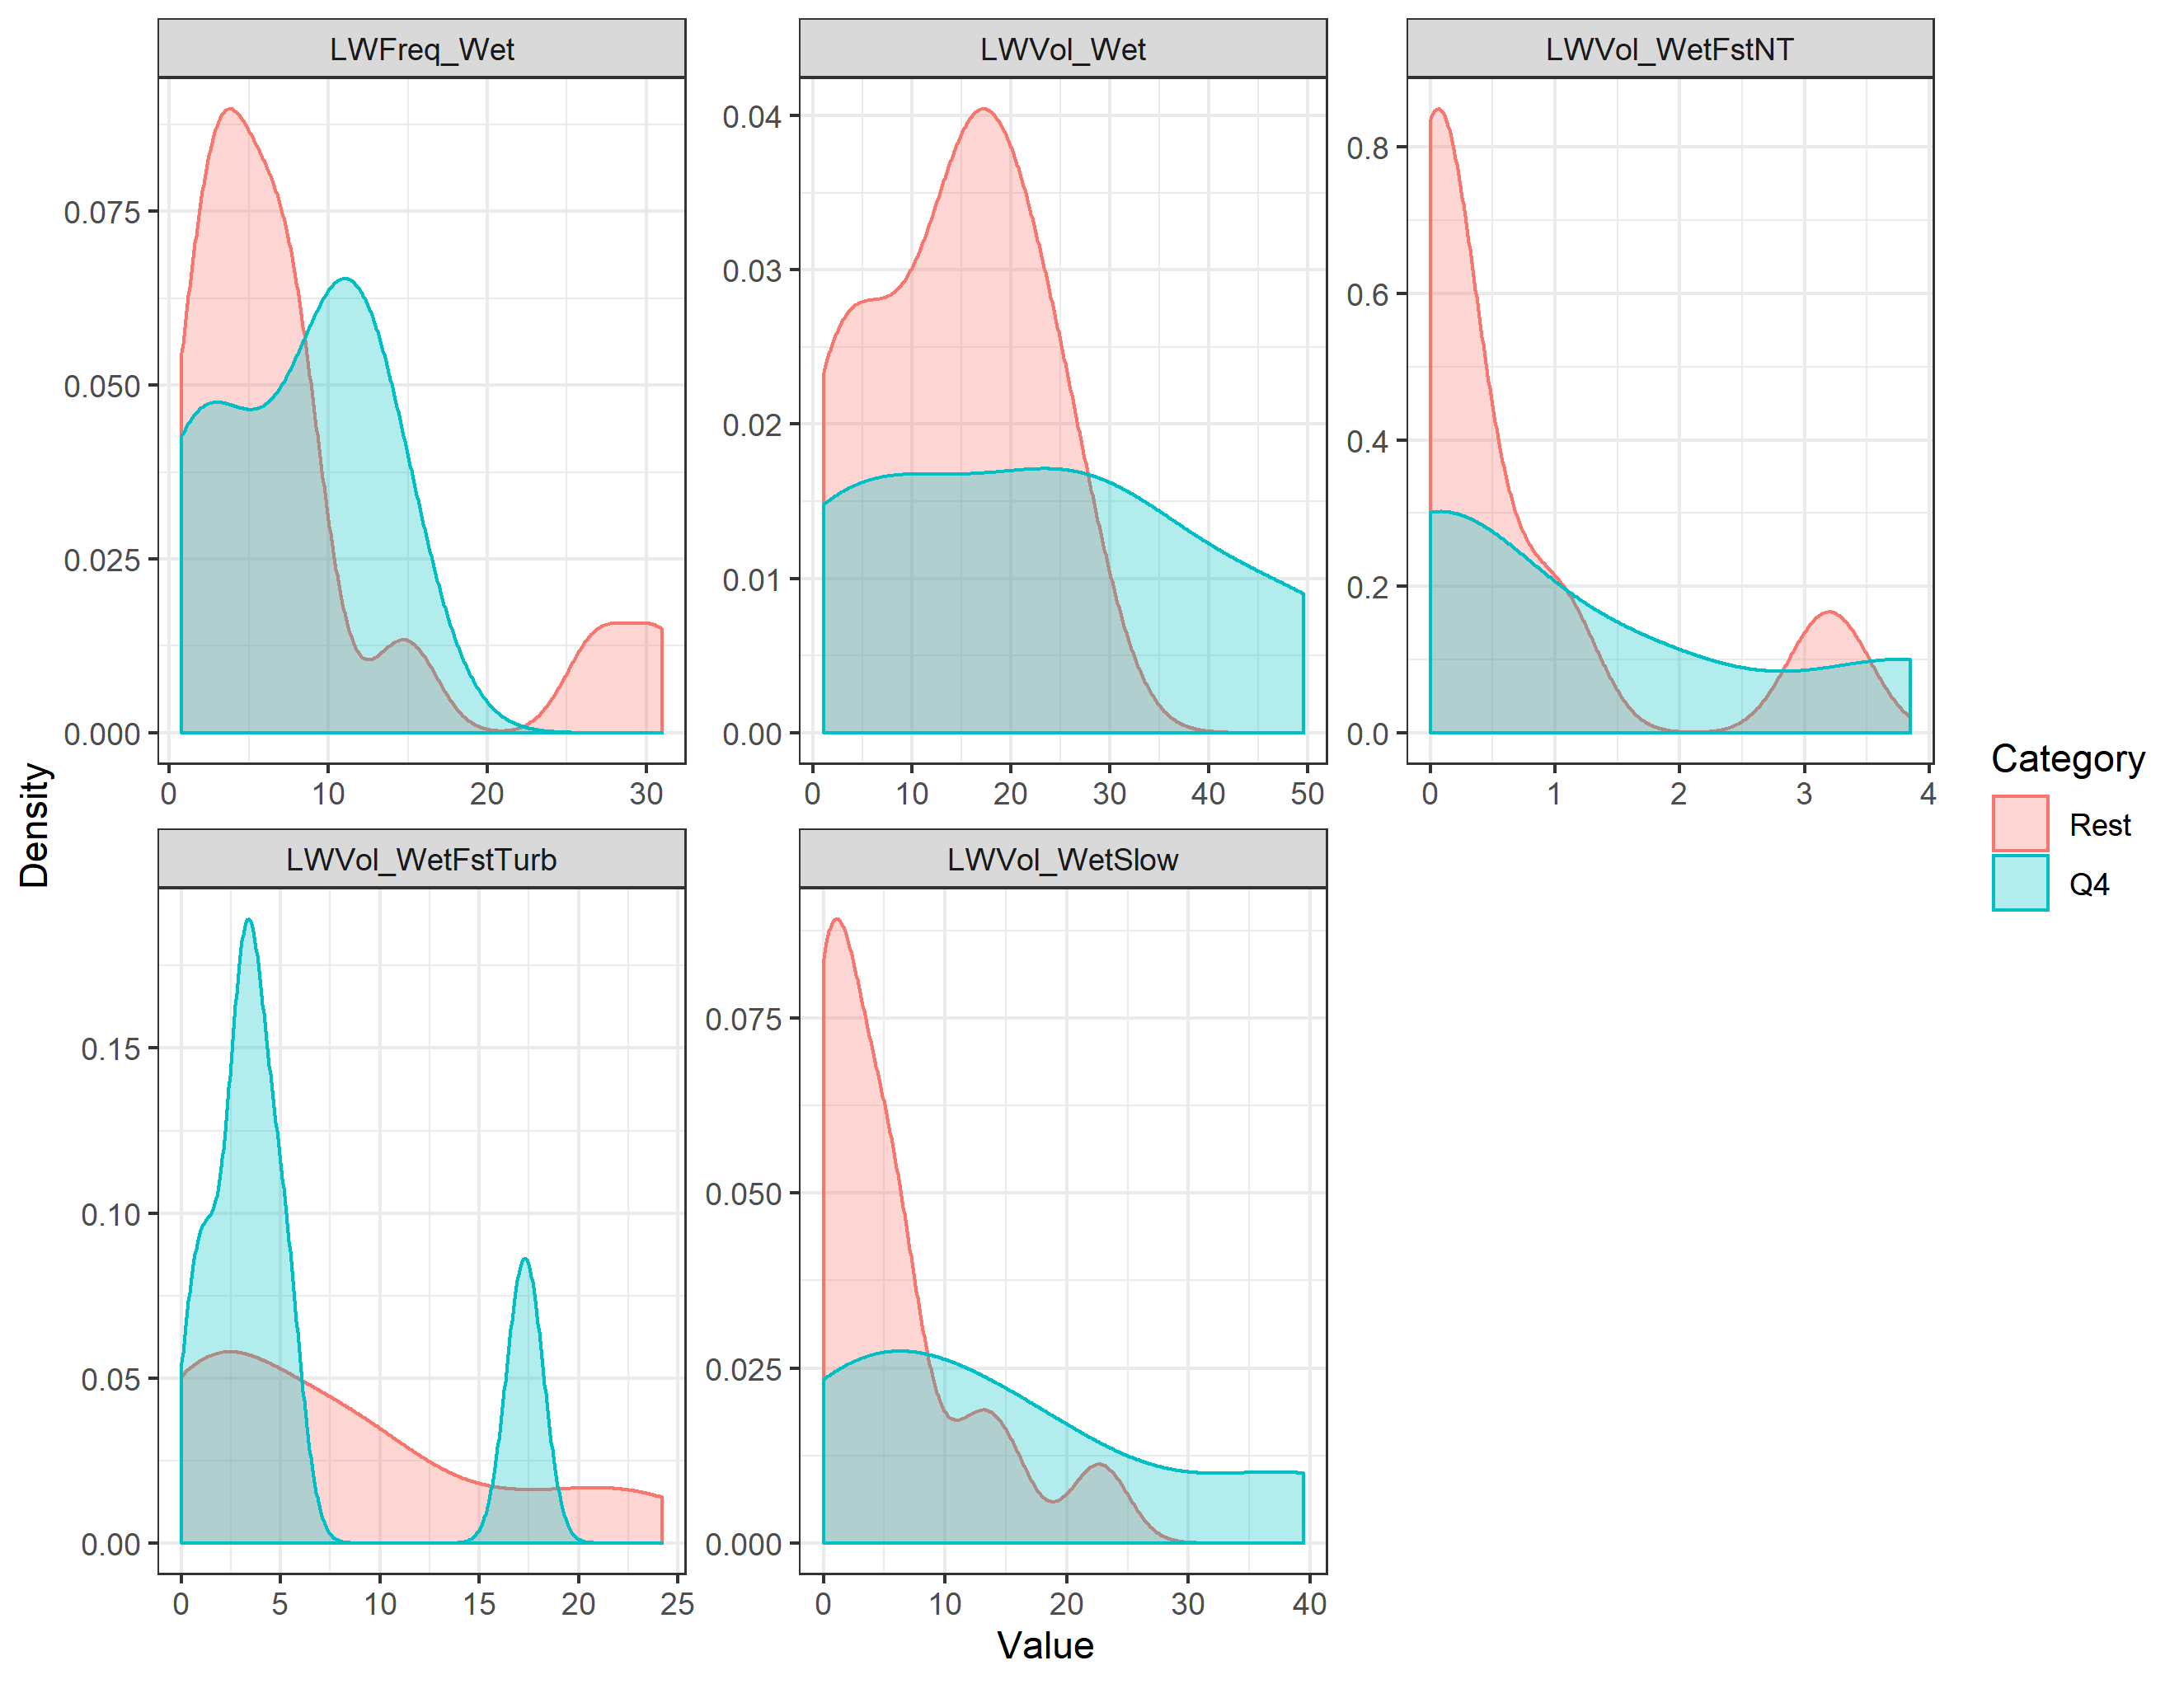 LWFreq_Wet
LWVol_Wet
LWVol_WetFstNT
0.075
0.050
0.025
0.000
0 10 20 30
0.04
0.03
0.02
0.01
0.00
0 10 20 30 40 50
0.8
0.6
0.4
0.2
0.0
0 1 2 3 4
Density
LWVol_WetFstTurb
LWVol_WetSlow
0.15
0.10
0.05
0.00
0 5 10 15 20 25
0.075
0.050
0.025
0.000
0 10 20 30 40
Value
Category
Rest
Q4